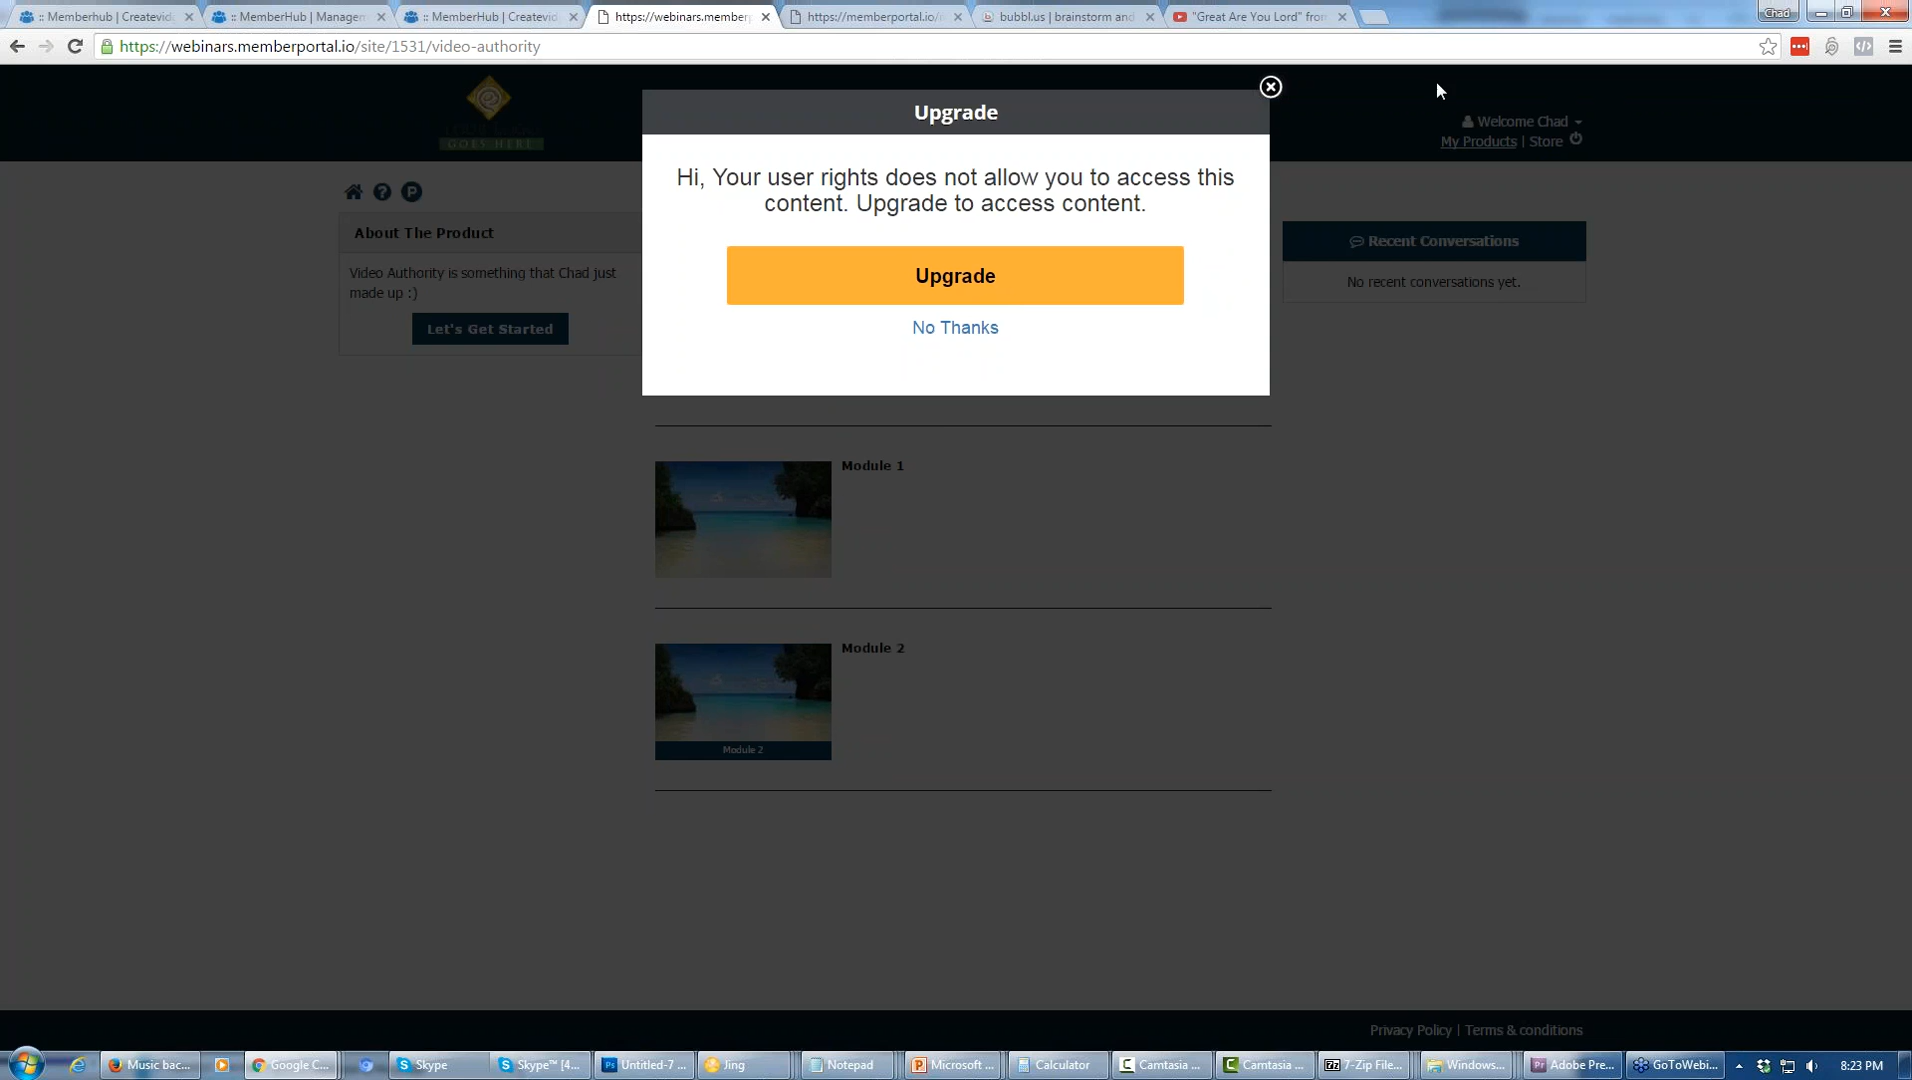 :: Memberhub | Createvid
:: MemberHub | Managem
:: MemberHub | Createvid
https://webinars.member
https://memberportal.io/
bubbl.us | brainstorm and
"Great Are You Lord" from
Chad
https://webinars.memberportal.io/site/1531/video-authority
GOES HERE
Welcome Chad
My Products | Store
Upgrade
Hi, Your user rights does not allow you to access this
content. Upgrade to access content.
Upgrade
No Thanks
About The Product
Video Authority is something that Chad just
made up :)
Let's Get Started
Recent Conversations
No recent conversations yet.
Module 1
Module 2
Module 2
Privacy Policy | Terms & conditions
Music bac...
Google C...
Skype
Skype™ [4...
Untitled-7 ...
Jing
Notepad
Microsoft ...
Calculator
Camtasia ...
Camtasia ...
7-Zip File...
Windows...
Adobe Pre...
GoToWebi...
8:23 PM